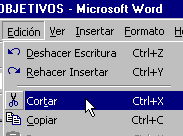 OBJETIVOS - Microsoft Word
Edición Ver Insertar Formato
Deshacer Escritura Ctrl+Z
Rehacer Insertar Ctrl+Y
Cortar Ctrl+X
Copiar Ctrl+C